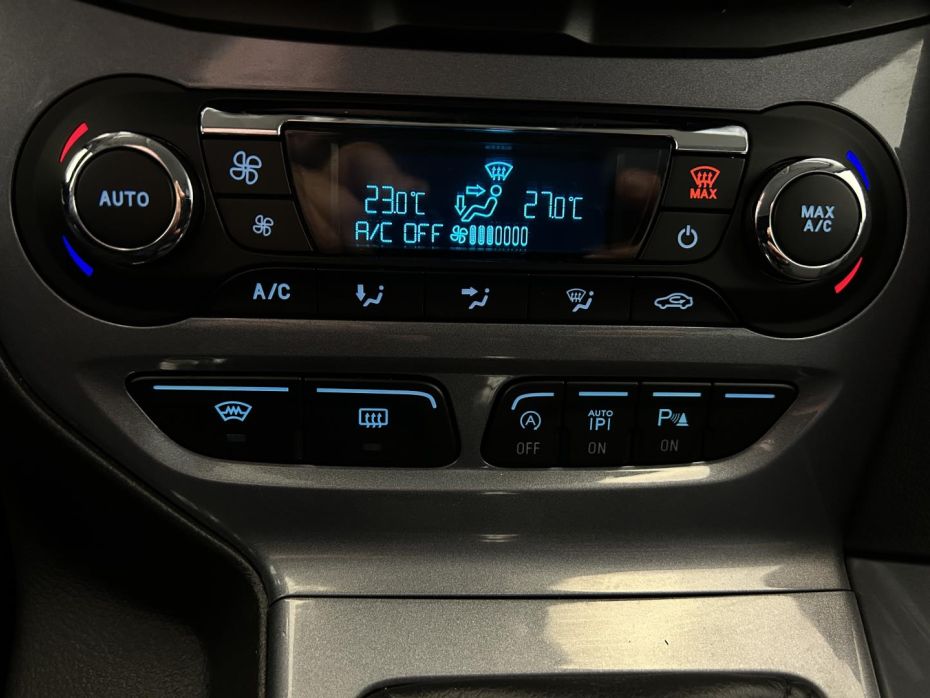 AUTO
23.0°C
27.0°C
A/C OFF
MAX
MAX
A/C
A/C
A
OFF
AUTO
P
ON
P
ON